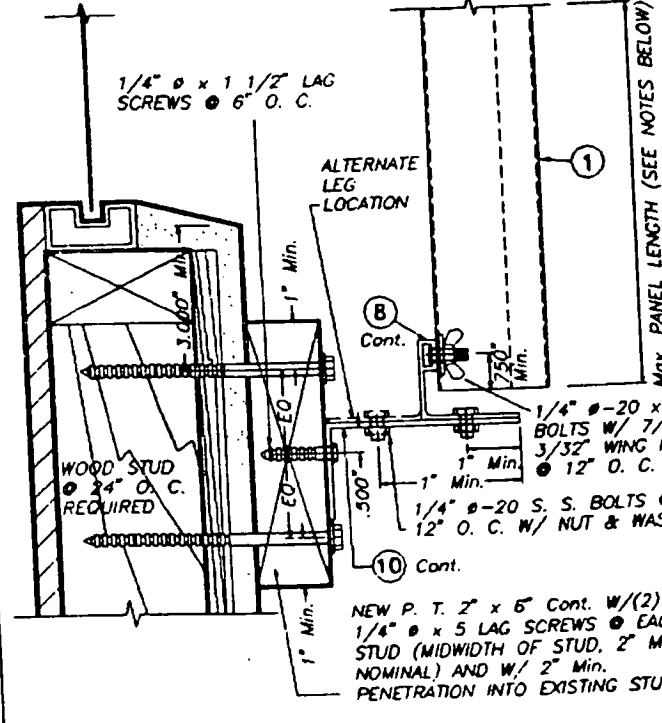 1/4" ø x 1 1/2" LAG
SCREWS @ 6" O. C.
ALTERNATE
LEG
LOCATION
1
Max. PANEL LENGTH (SEE NOTES BELOW)
3.000" Min.
1" Min.
8
Cont.
.750"
Min.
EQ
EQ
1/4" ø-20 x
BOLTS W/ 7/
3/32" WING
@ 12" O. C.
1" Min.
1" Min.
.500"
WOOD STUD
@ 24" O. C.
REQUIRED
1/4" ø-20 S. S. BOLTS
12" O. C. W/ NUT & WAS
10 Cont.
1" Min.
NEW P. T. 2" x 6" Cont. W/(2)
1/4" ø x 5 LAG SCREWS @ EA
STUD (MIDWIDTH OF STUD, 2" M
NOMINAL) AND W/ 2" Min.
PENETRATION INTO EXISTING STU